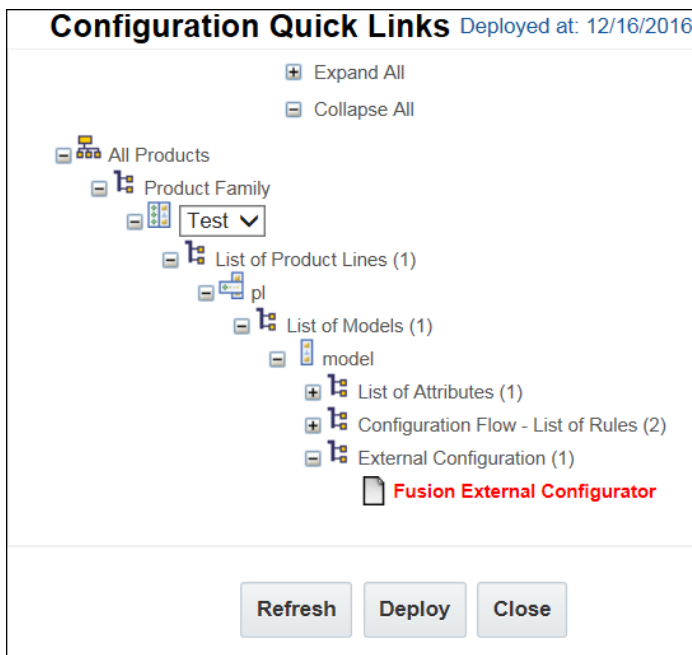 Configuration Quick Links Deployed at: 12/16/2016
Expand All
Collapse All
All Products
Product Family
Test
List of Product Lines (1)
pl
List of Models (1)
model
List of Attributes (1)
Configuration Flow - List of Rules (2)
External Configuration (1)
Fusion External Configurator
Refresh Deploy Close